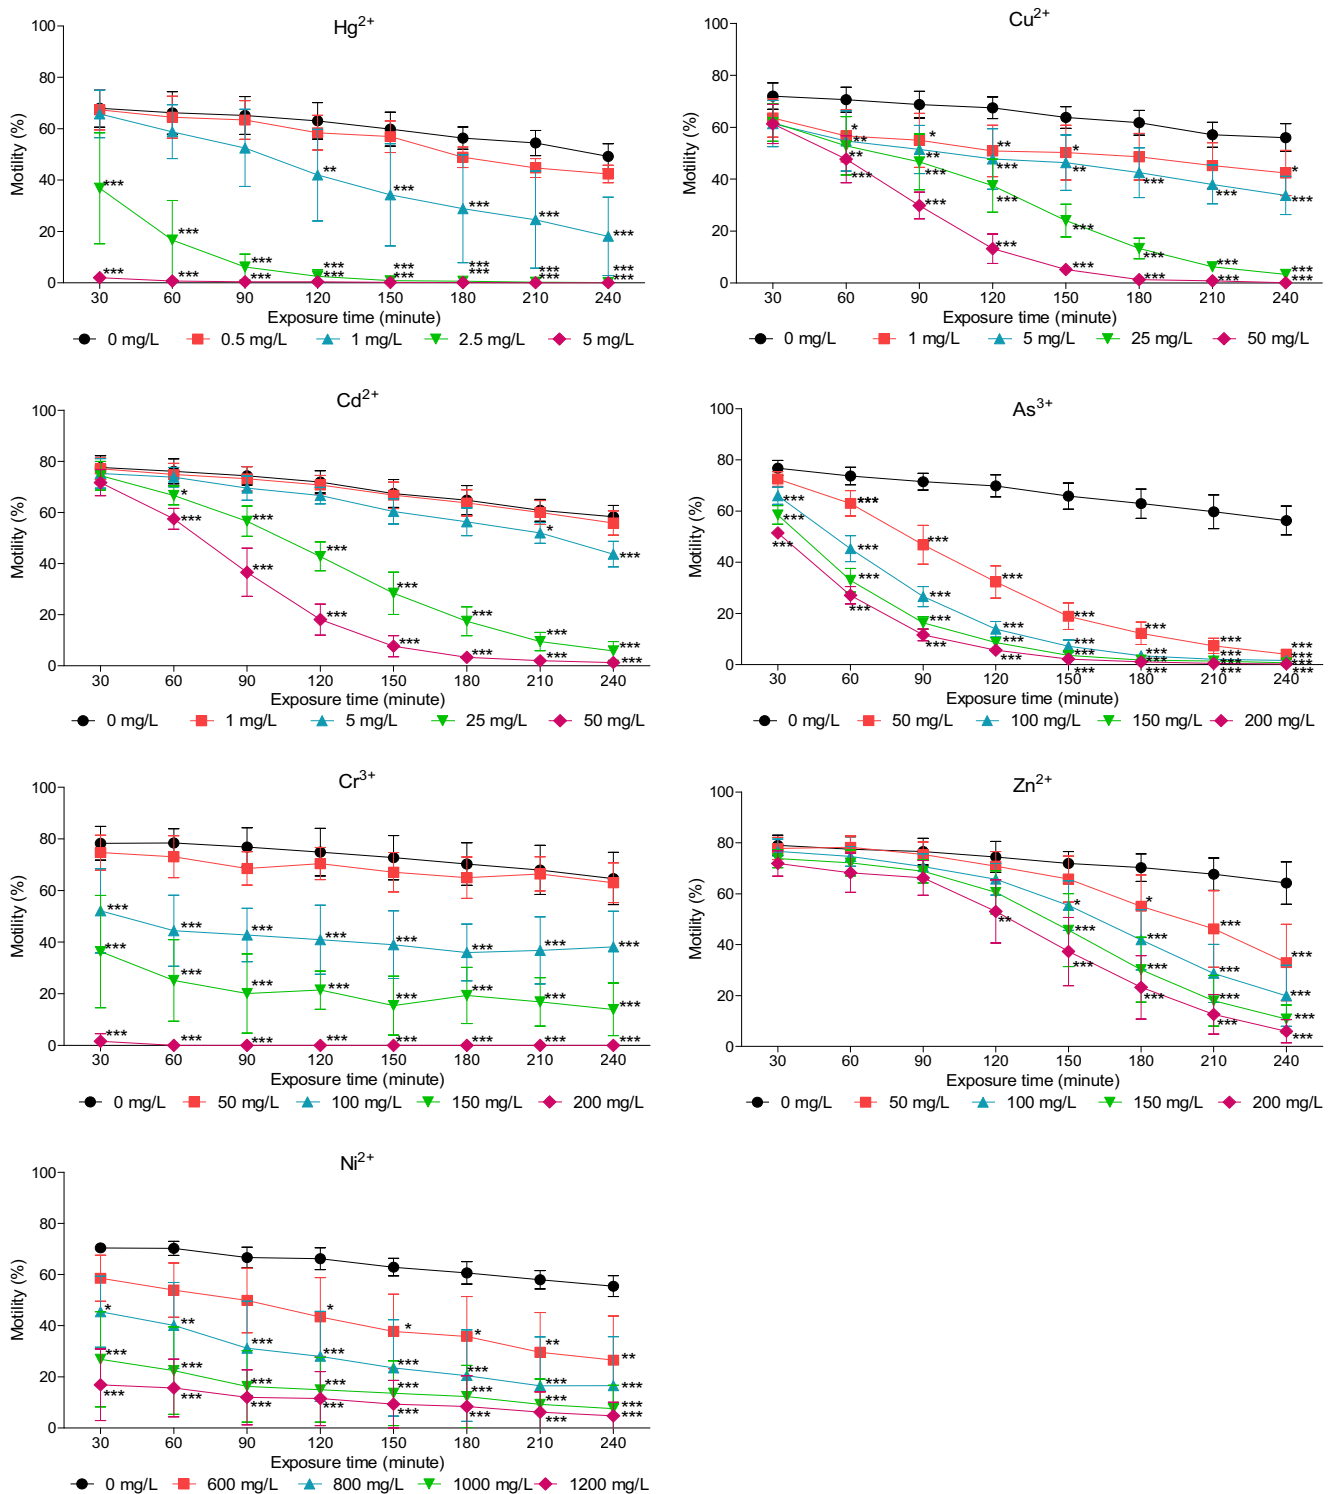 Hg2+
100
80
60
40
20
0
Motility (%)
30 60 90 120 150 180 210 240
Exposure time (minute)
0 mg/L 0.5 mg/L 1 mg/L 2.5 mg/L 5 mg/L
Cu2+
100
80
60
40
20
0
Motility (%)
30 60 90 120 150 180 210 240
Exposure time (minute)
0 mg/L 1 mg/L 5 mg/L 25 mg/L 50 mg/L
Cd2+
100
80
60
40
20
0
Motility (%)
30 60 90 120 150 180 210 240
Exposure time (minute)
0 mg/L 1 mg/L 5 mg/L 25 mg/L 50 mg/L
As3+
100
80
60
40
20
0
Motility (%)
30 60 90 120 150 180 210 240
Exposure time (minute)
0 mg/L 50 mg/L 100 mg/L 150 mg/L 200 mg/L
Cr3+
100
80
60
40
20
0
Motility (%)
30 60 90 120 150 180 210 240
Exposure time (minute)
0 mg/L 50 mg/L 100 mg/L 150 mg/L 200 mg/L
Zn2+
100
80
60
40
20
0
Motility (%)
30 60 90 120 150 180 210 240
Exposure time (minute)
0 mg/L 50 mg/L 100 mg/L 150 mg/L 200 mg/L
Ni2+
100
80
60
40
20
0
Motility (%)
30 60 90 120 150 180 210 240
Exposure time (minute)
0 mg/L 600 mg/L 800 mg/L 1000 mg/L 1200 mg/L